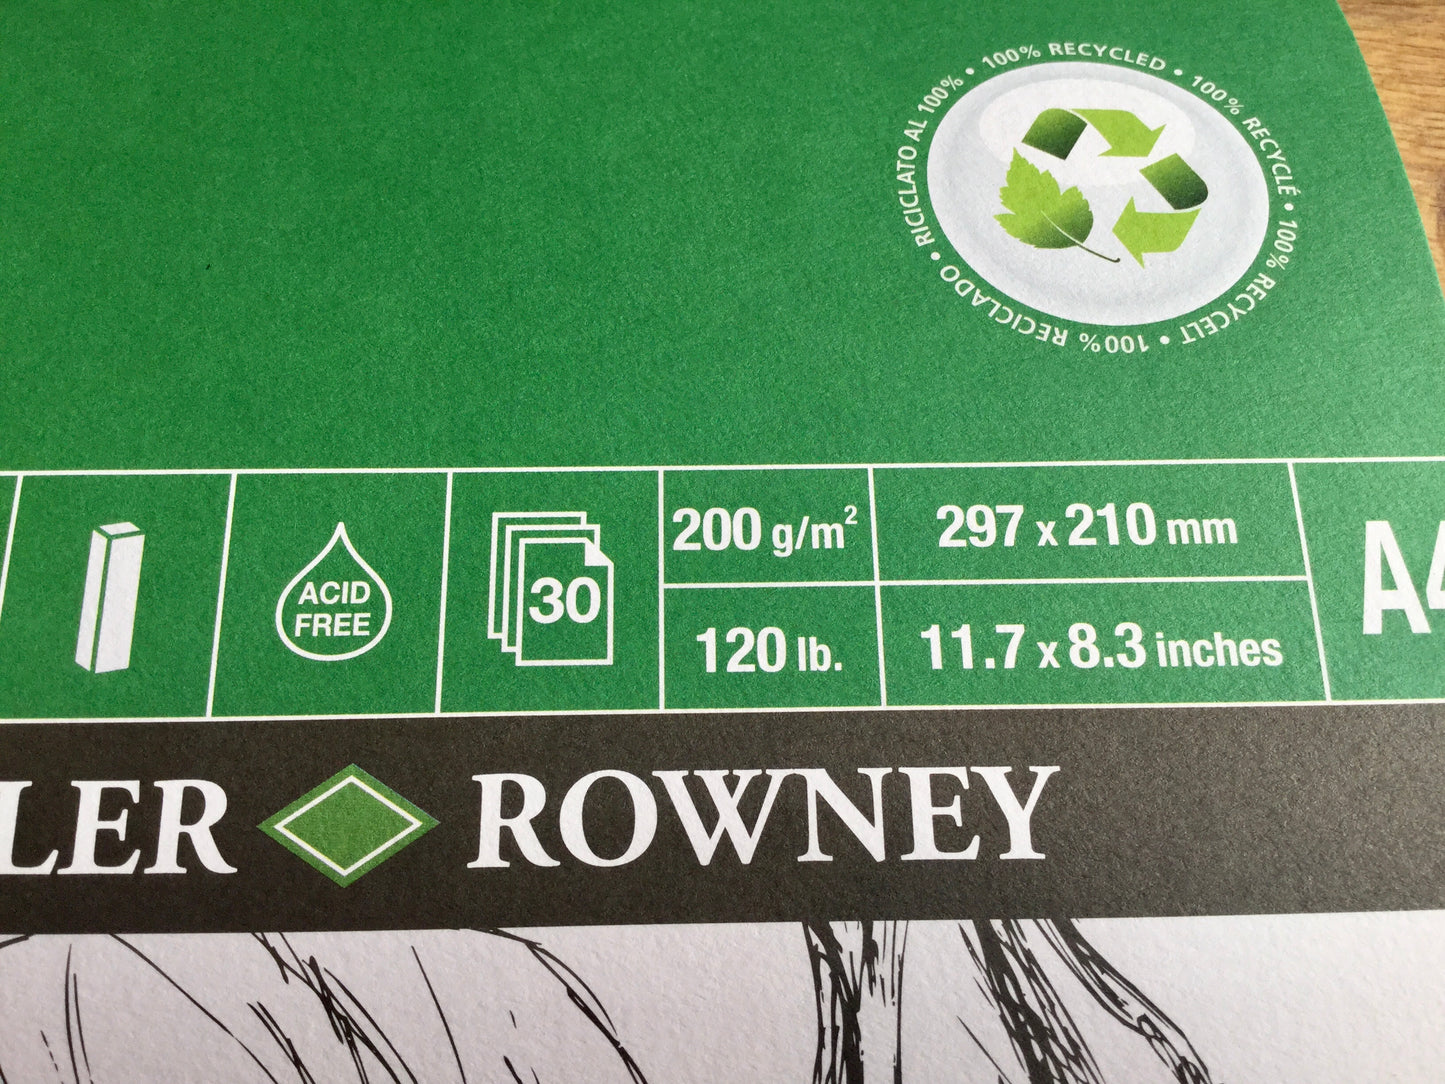 100% RECYCLED • 100% RECYCLÉ • 100% RECYCELT • 100% RECICLADO • RICICLATO AL 100% •
ACID
FREE
30
200 g/m²
120 lb.
297 x 210 mm
11.7 x 8.3 inches
A4
LER ROWNEY